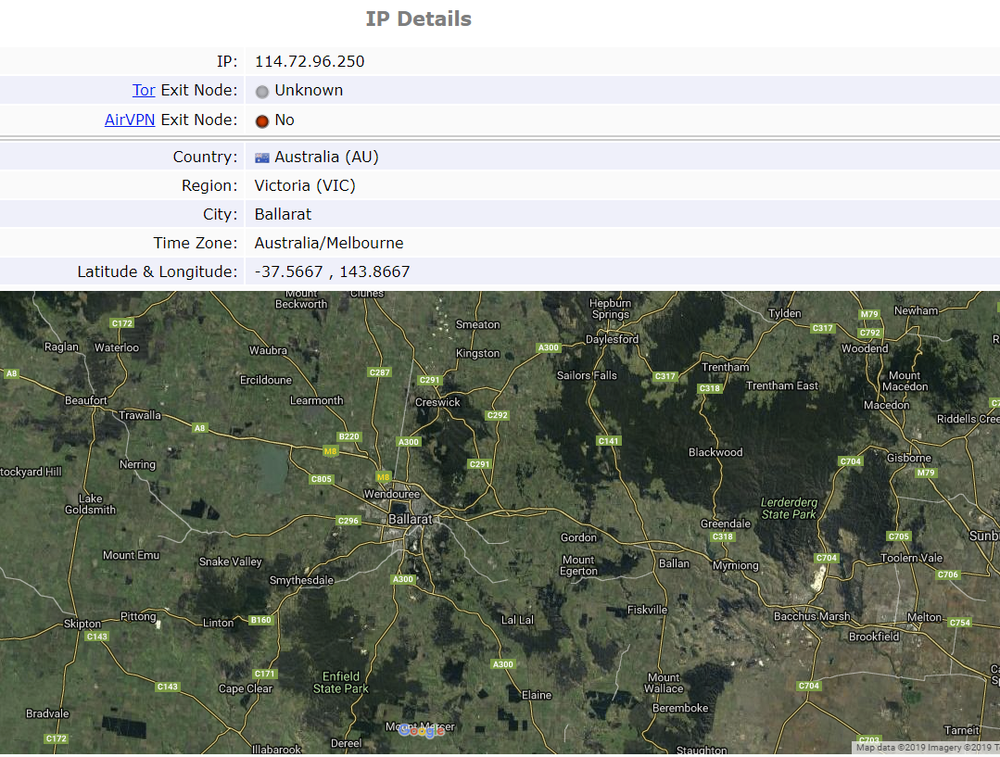 IP Details
IP: 114.72.96.250
Tor Exit Node: Unknown
AirVPN Exit Node: No
Country: Australia (AU)
Region: Victoria (VIC)
City: Ballarat
Time Zone: Australia/Melbourne
Latitude & Longitude: -37.5667 , 143.8667
Mount
Beckworth
Clunes
Hepburn
Springs
Tylden
M79
Newham
C172
Smeaton
C317
C792
Raglan
Waterloo
Waubra
Kingston
A300
Daylesford
Woodend
A8
Ercildoune
C287
C291
Sailors Falls
C317
Trentham
C318
Trentham East
Mount
Macedon
Beaufort
Trawalla
Learmonth
Creswick
C292
Macedon
Riddells Cree
A8
B220
A300
C141
M8
Blackwood
Gisborne
Nerring
C291
C704
M79
tockyard Hill
C805
M8
Lake
Goldsmith
Wendouree
Lerderderg
State Park
C296
Ballarat
Greendale
Gordon
C318
C705
Sunb
Mount Emu
Snake Valley
Mount
Egerton
Ballan
Mymiong
C704
Toolern Vale
C706
Smythesdale
A300
Skipton
Pittong
Linton
B160
Lal Lal
Fiskville
Bacchus Marsh
Melton
C754
C143
Brookfield
A300
C143
C171
Cape Clear
Enfield
State Park
Elaine
Mount
Wallace
C704
Beremboke
Bradvale
C172
Mount Mercer
Google
Tarneit
Illabarook
Dereel
Staughton
C703
Map data ©2019 Imagery ©2019 T